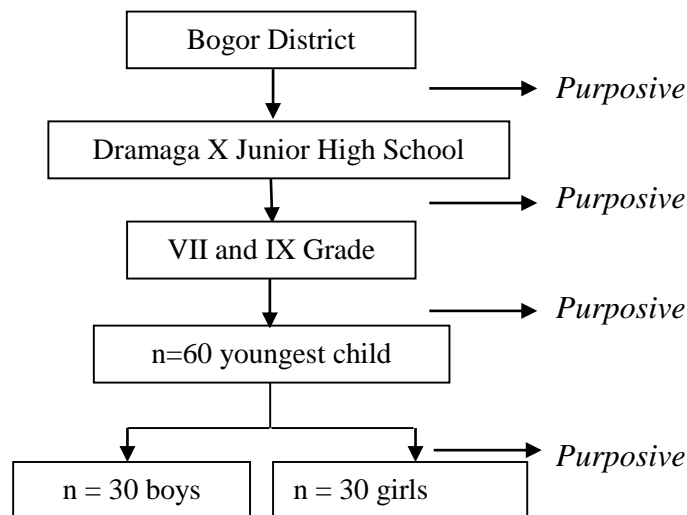 Bogor District
Purposive
Dramaga X Junior High School
Purposive
VII and IX Grade
Purposive
n=60 youngest child
Purposive
n = 30 boys
n = 30 girls